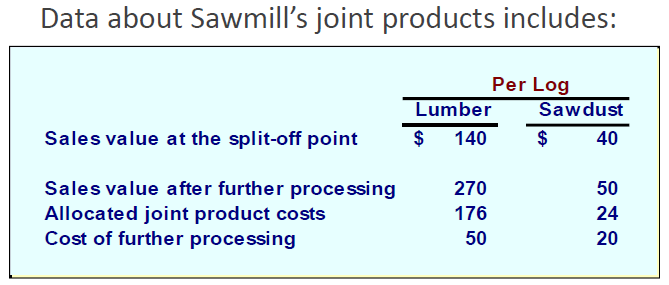 Data about Sawmill's joint products includes:
Per Log
Lumber Sawdust
Sales value at the split-off point $ 140 $ 40
Sales value after further processing 270 50
Allocated joint product costs 176 24
Cost of further processing 50 20